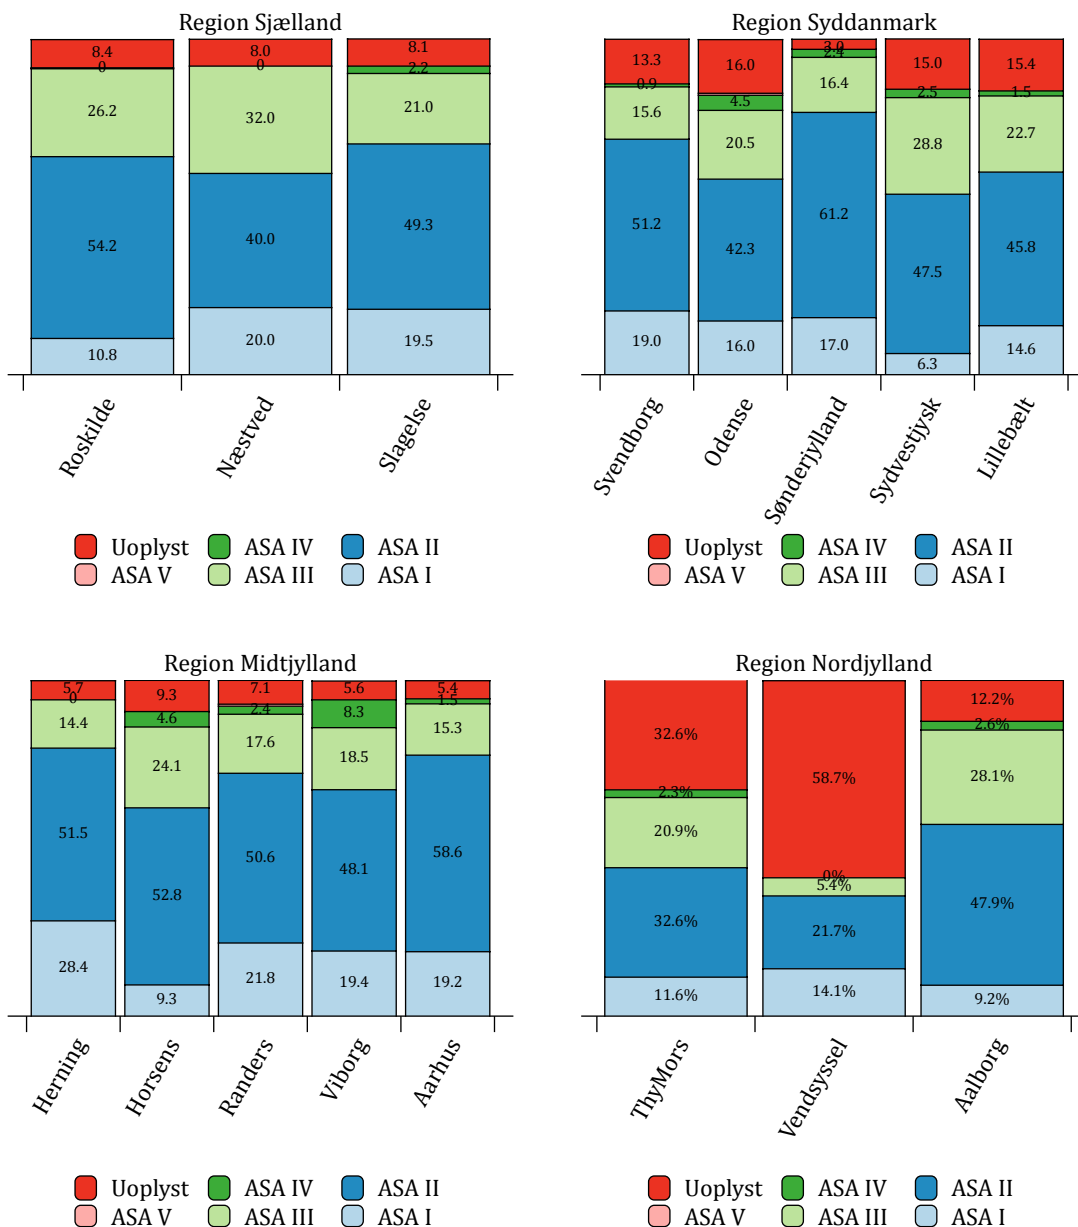 Region Sjælland
8.4 8.0 8.1
0 0 2.2
26.2 32.0 21.0
54.2 40.0 49.3
10.8 20.0 19.5
Roskilde Næstved Slagelse
Uoplyst ASA IV ASA II
ASA V ASA III ASA I
Region Syddanmark
13.3 16.0 3.0 15.0 15.4
0.9 4.5 2.4 2.5 1.5
15.6 20.5 16.4 28.8 22.7
51.2 42.3 61.2 47.5 45.8
19.0 16.0 17.0 6.3 14.6
Svendborg Odense Sønderjylland Sydvestjysk Lillebælt
Uoplyst ASA IV ASA II
ASA V ASA III ASA I
Region Midtjylland
5.7 9.3 7.1 5.6 5.4
0 4.6 2.4 8.3 1.5
14.4 24.1 17.6 18.5 15.3
51.5 52.8 50.6 48.1 58.6
28.4 9.3 21.8 19.4 19.2
Herning Horsens Randers Viborg Aarhus
Uoplyst ASA IV ASA II
ASA V ASA III ASA I
Region Nordjylland
32.6% 58.7% 12.2%
2.3% 0% 2.6%
20.9% 5.4% 28.1%
32.6% 21.7% 47.9%
11.6% 14.1% 9.2%
ThyMors Vendsyssel Aalborg
Uoplyst ASA IV ASA II
ASA V ASA III ASA I